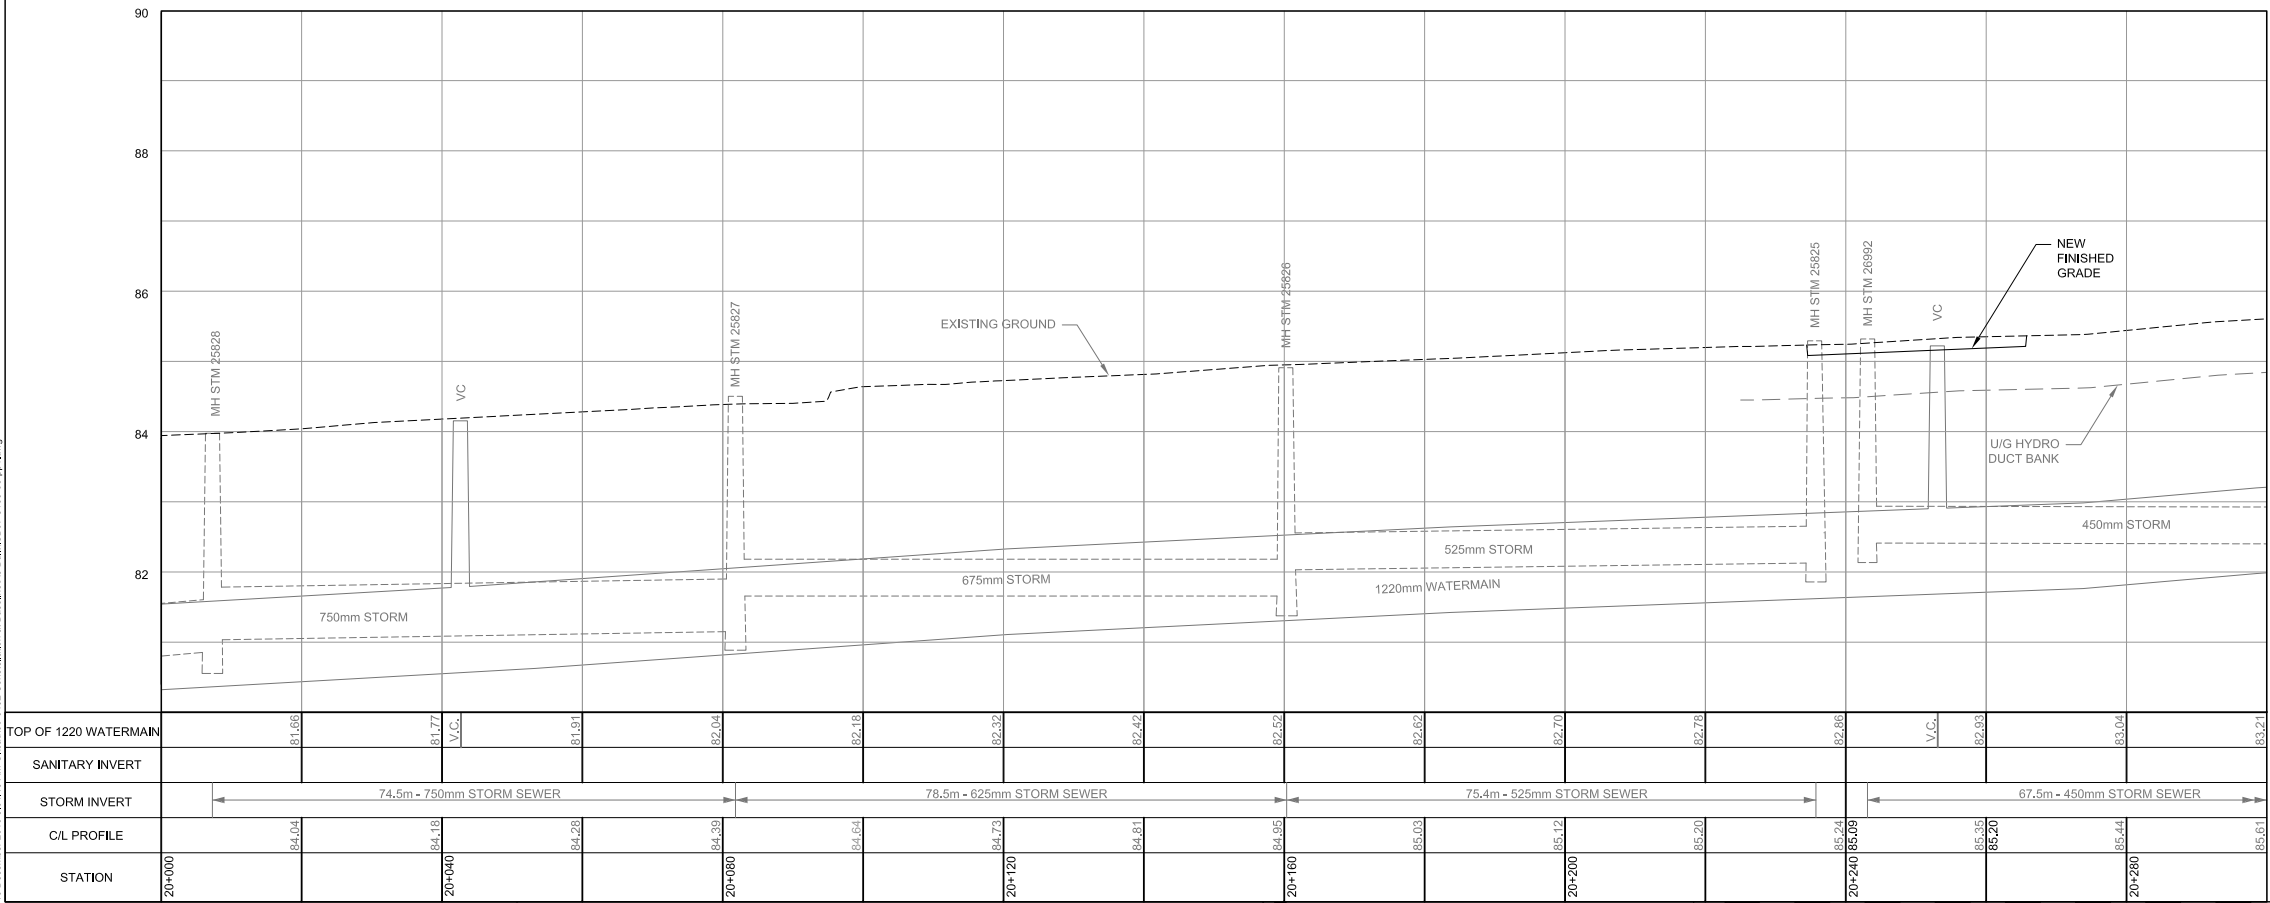 90
88
86
84
82
MH STM 25828
VC
MH STM 25827
EXISTING GROUND
MH STM 25826
MH STM 25825
MH STM 26992
VC
NEW
FINISHED
GRADE
U/G HYDRO
DUCT BANK
750mm STORM
675mm STORM
525mm STORM
1220mm WATERMAIN
450mm STORM
TOP OF 1220 WATERMAIN
81.66
81.77
V.C.
81.91
82.04
82.18
82.32
82.42
82.52
82.62
82.70
82.78
82.86
V.C.
82.93
83.04
83.21
SANITARY INVERT
STORM INVERT
74.5m - 750mm STORM SEWER
78.5m - 625mm STORM SEWER
75.4m - 525mm STORM SEWER
67.5m - 450mm STORM SEWER
C/L PROFILE
84.04
84.18
84.28
84.39
84.64
84.73
84.81
84.95
85.03
85.12
85.20
85.24
85.09
85.35
85.20
85.44
85.61
STATION
20+000
20+040
20+080
20+120
20+160
20+200
20+240
20+280